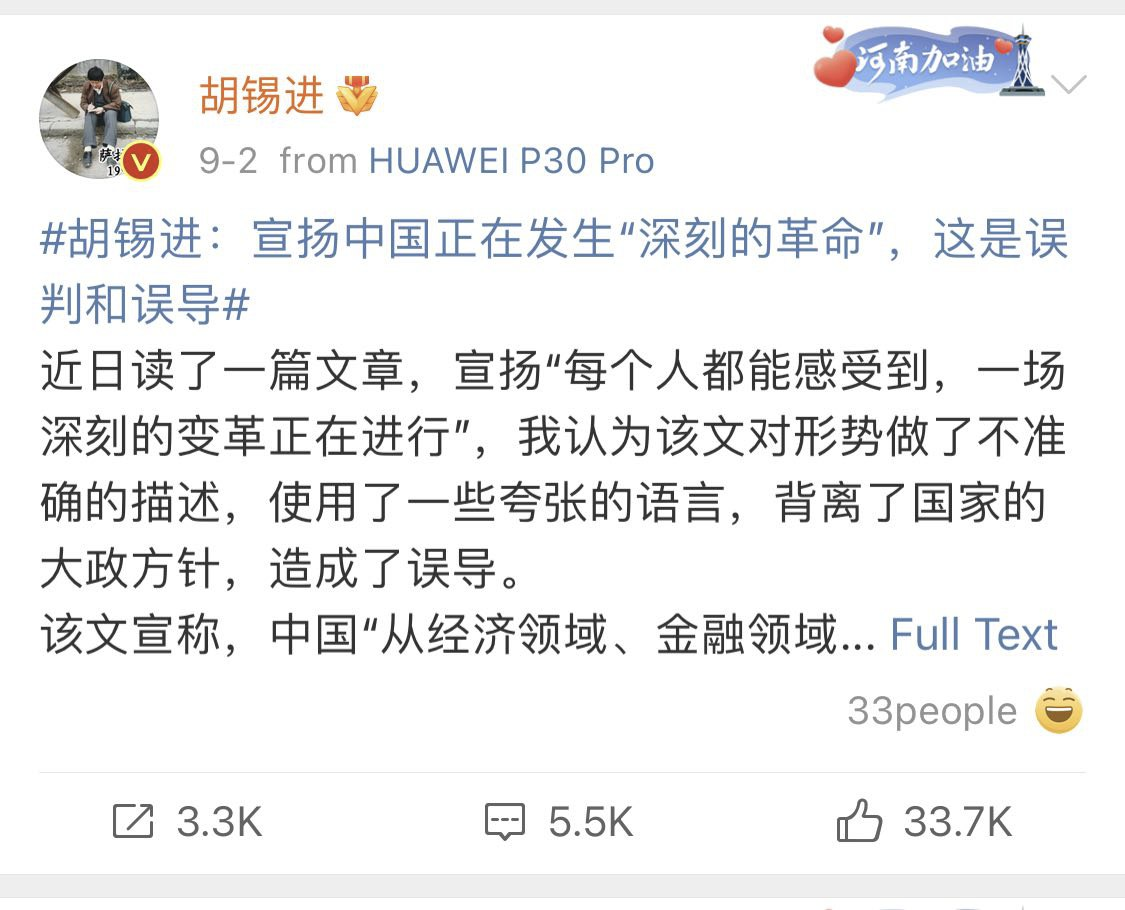 河南加油
胡锡进
9-2 from HUAWEI P30 Pro
#胡锡进：宣扬中国正在发生“深刻的革命”，这是误
判和误导#
近日读了一篇文章，宣扬“每个人都能感受到，一场
深刻的变革正在进行”，我认为该文对形势做了不准
确的描述，使用了一些夸张的语言，背离了国家的
大政方针，造成了误导。
该文宣称，中国“从经济领域、金融领域... Full Text
33people
3.3K
5.5K
33.7K